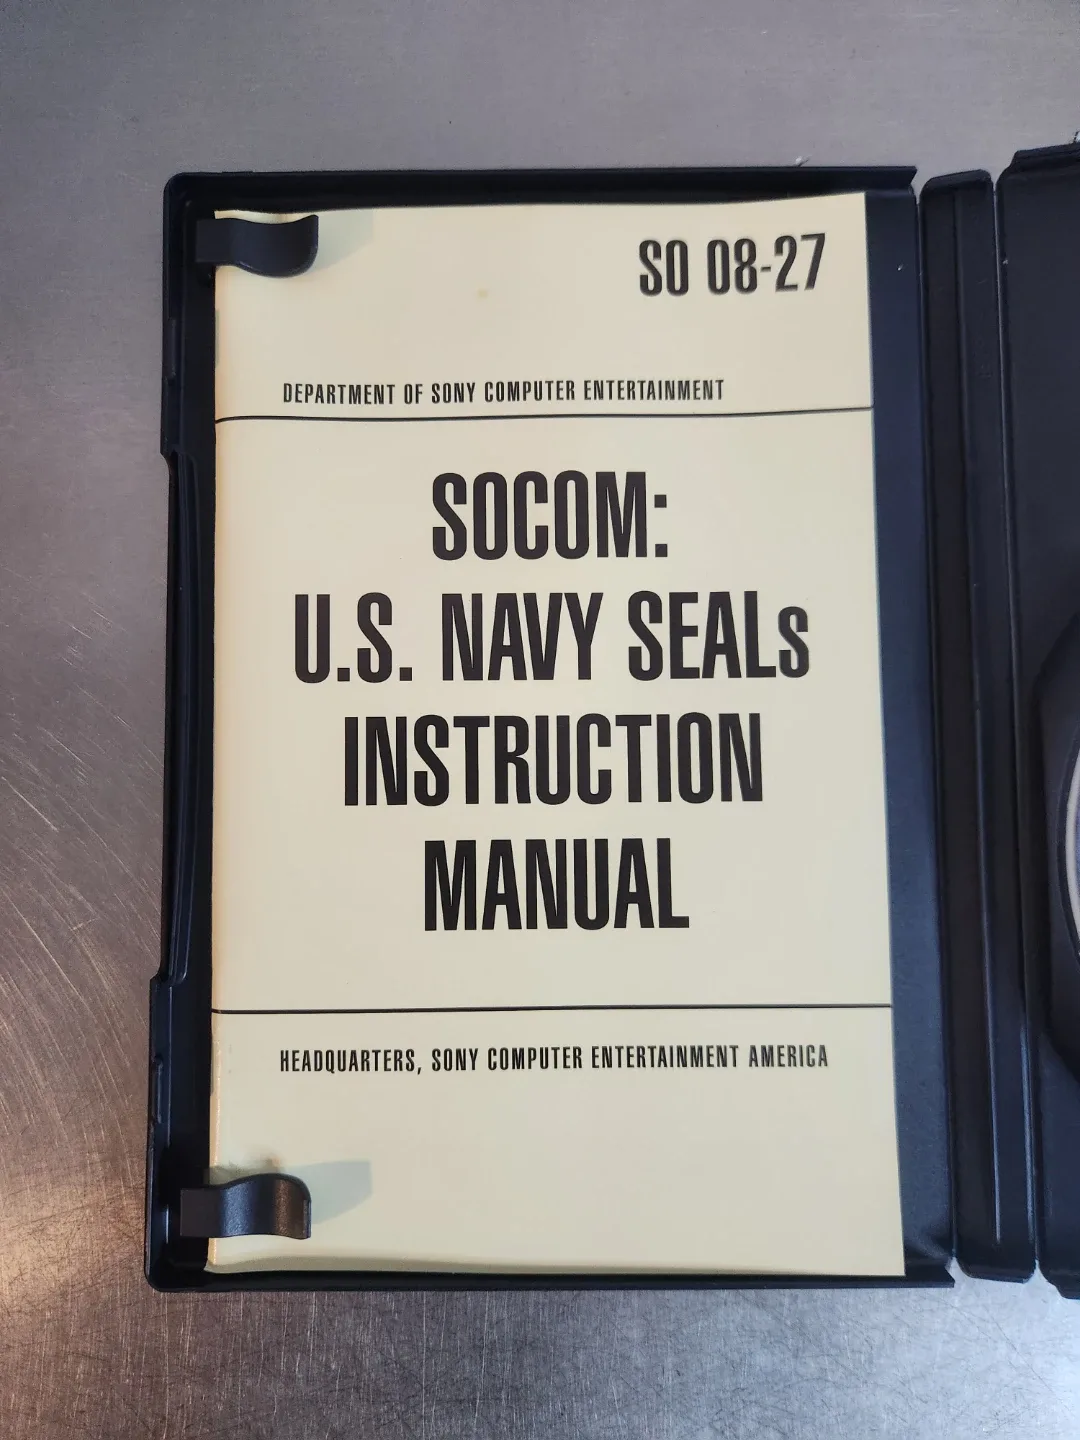 SO 08-27
DEPARTMENT OF SONY COMPUTER ENTERTAINMENT
SOCOM:
U.S. NAVY SEALs
INSTRUCTION
MANUAL
HEADQUARTERS, SONY COMPUTER ENTERTAINMENT AMERICA